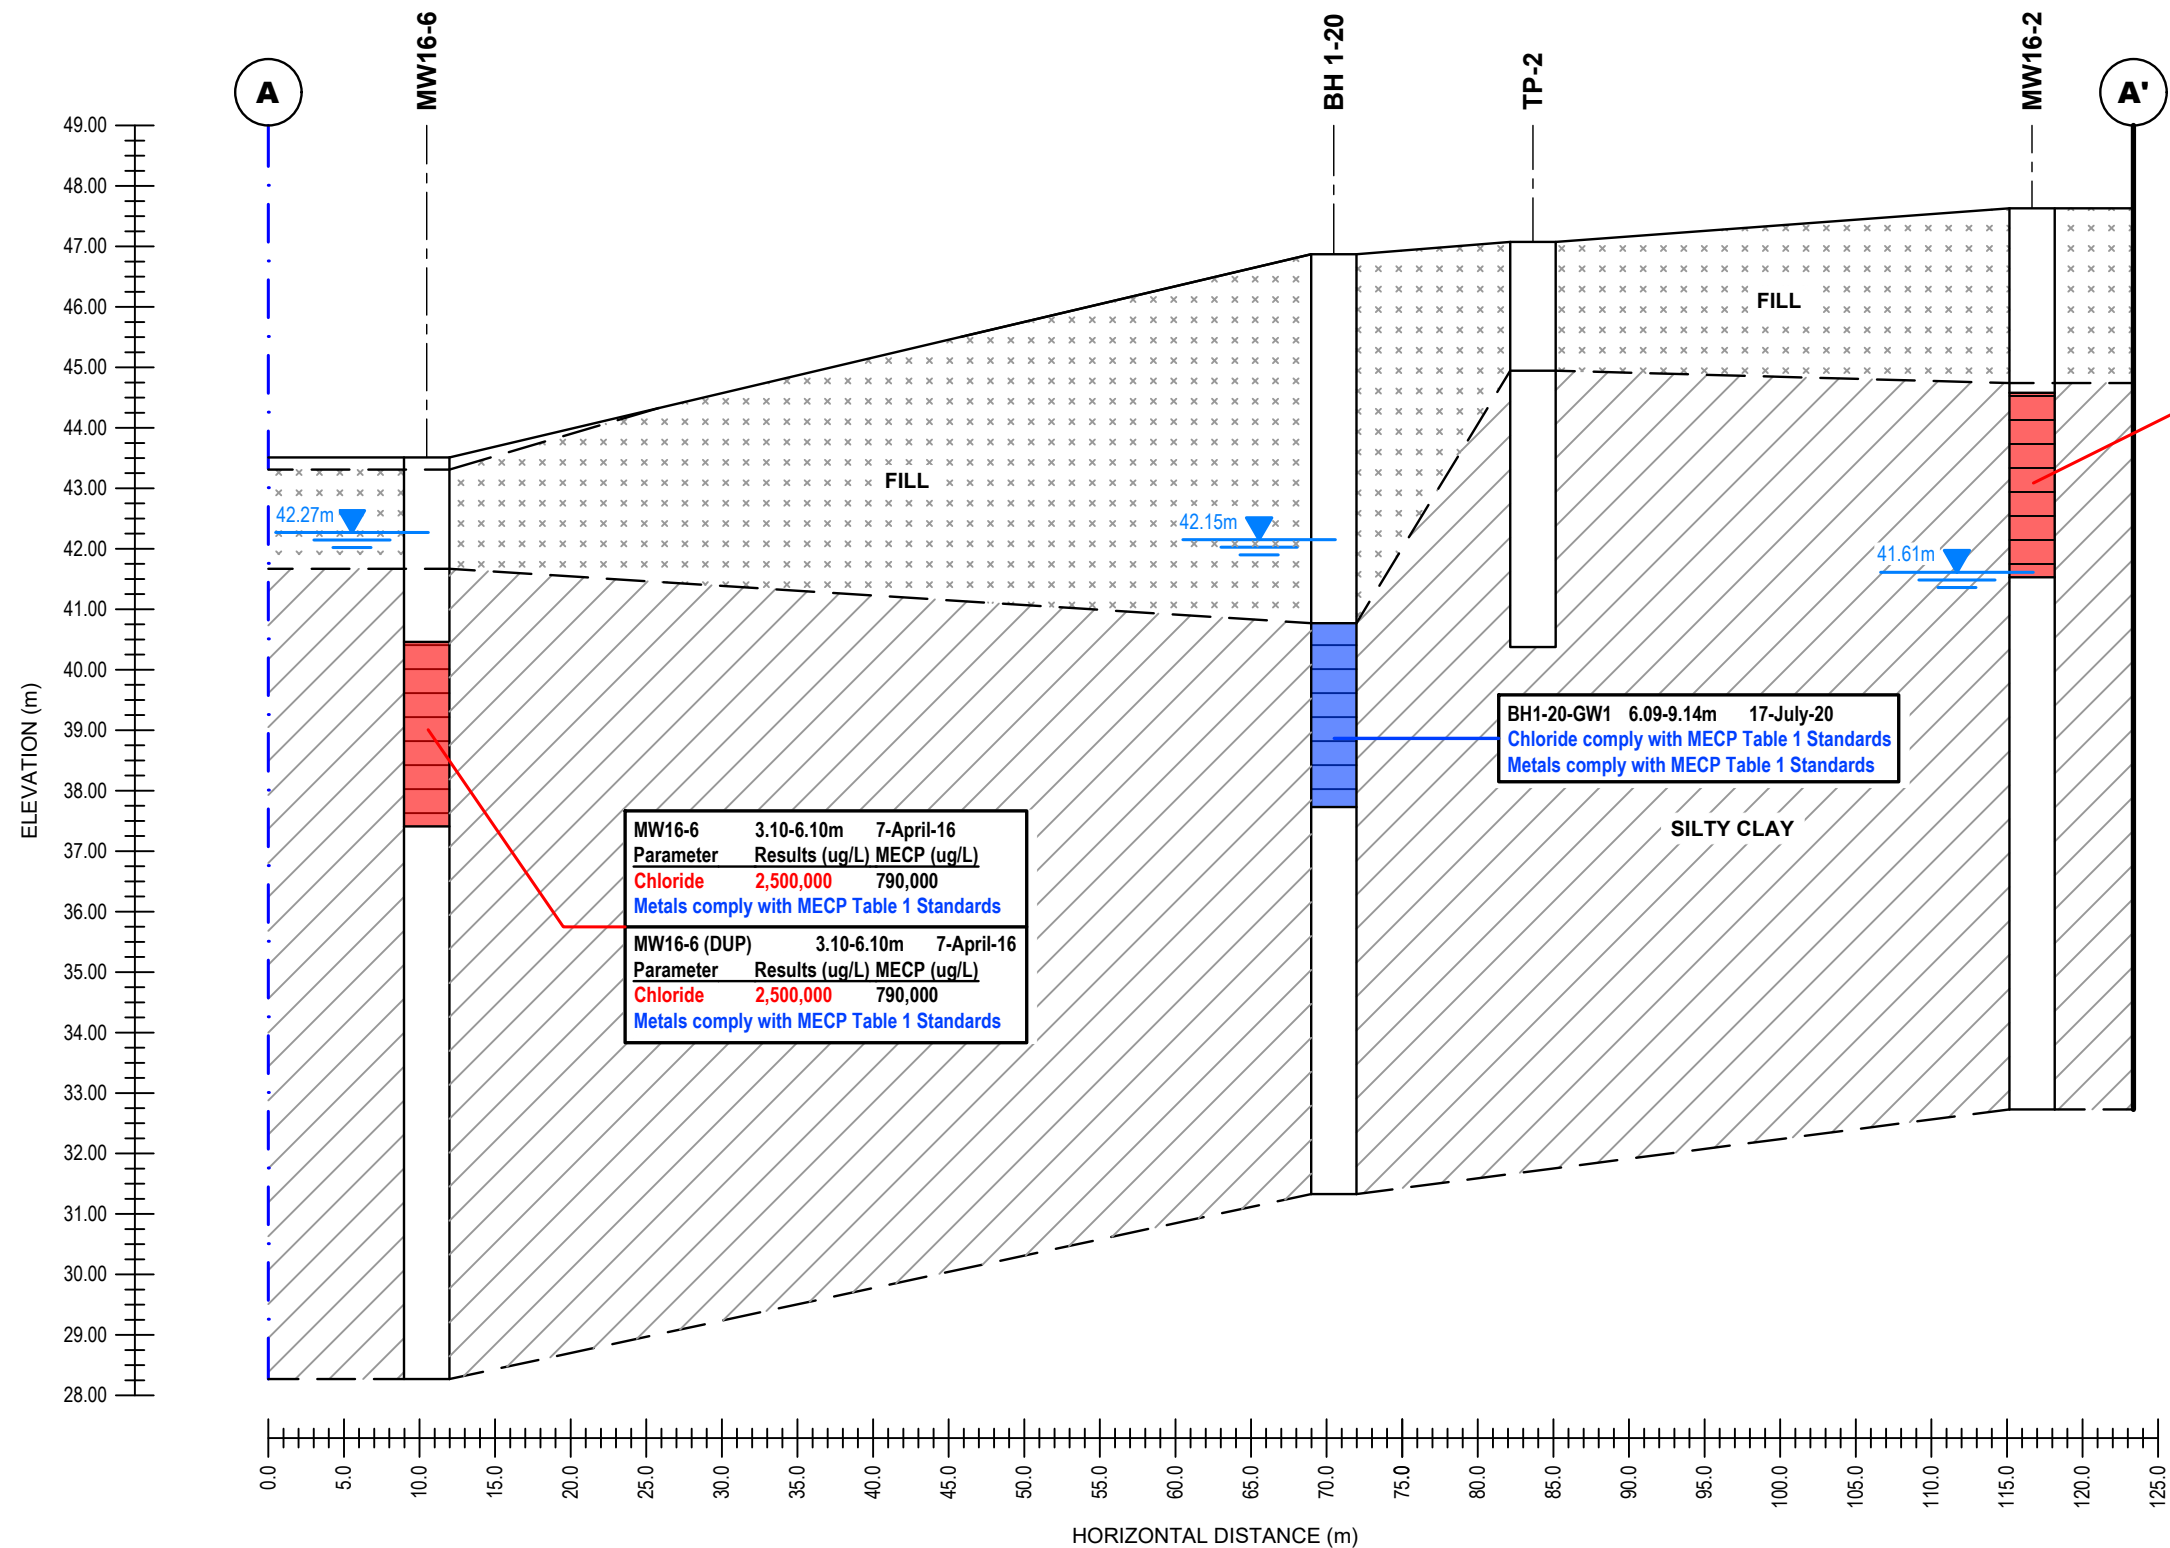 A
MW16-6
BH 1-20
TP-2
MW16-2
A'
49.00
48.00
47.00
46.00
45.00
44.00
43.00
42.00
41.00
40.00
39.00
38.00
37.00
36.00
35.00
34.00
33.00
32.00
31.00
30.00
29.00
28.00
ELEVATION (m)
FILL
FILL
42.27m
42.15m
41.61m
BH1-20-GW1 6.09-9.14m 17-July-20
Chloride comply with MECP Table 1 Standards
Metals comply with MECP Table 1 Standards
SILTY CLAY
MW16-6 3.10-6.10m 7-April-16
Parameter Results (ug/L) MECP (ug/L)
Chloride 2,500,000 790,000
Metals comply with MECP Table 1 Standards
MW16-6 (DUP) 3.10-6.10m 7-April-16
Parameter Results (ug/L) MECP (ug/L)
Chloride 2,500,000 790,000
Metals comply with MECP Table 1 Standards
0.0 5.0 10.0 15.0 20.0 25.0 30.0 35.0 40.0 45.0 50.0 55.0 60.0 65.0 70.0 75.0 80.0 85.0 90.0 95.0 100.0 105.0 110.0 115.0 120.0 125.0
HORIZONTAL DISTANCE (m)